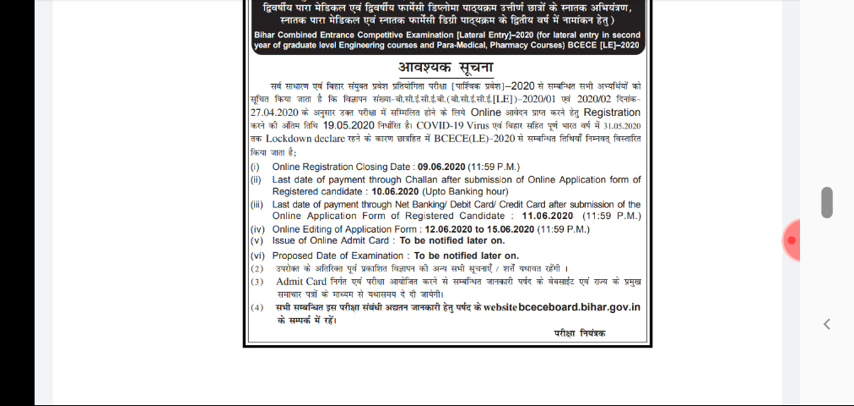 द्विवर्षीय पारा मेडिकल एवं द्विवर्षीय फार्मेसी डिप्लोमा पाठ्यक्रम उत्तीर्ण छात्रों के स्नातक अभियंत्रण,
स्नातक पारा मेडिकल एवं स्नातक फार्मेसी डिग्री पाठ्यक्रम के द्वितीय वर्ष में नामांकन हेतु )
Bihar Combined Entrance Competitive Examination [Lateral Entry]–2020 (for lateral entry in second
year of graduate level Engineering courses and Para-Medical, Pharmacy Courses) BCECE [LE]–2020
आवश्यक सूचना
सर्व साधारण एवं बिहार संयुक्त प्रवेश प्रतियोगिता परीक्षा [पार्श्विक प्रवेश]–2020 से सम्बन्धित सभी अभ्यर्थियों को
सूचित किया जाता है कि विज्ञापन संख्या-बी.सी.ई.सी.ई.बी.(बी.सी.ई.सी.ई.[LE])–2020/01 एवं 2020/02 दिनांक-
27.04.2020 के अनुसार उक्त परीक्षा में सम्मिलित होने के लिये Online आवेदन प्राप्त करने हेतु Registration
करने की अंतिम तिथि 19.05.2020 निर्धारित है। COVID-19 Virus एवं बिहार सहित पूर्ण भारत वर्ष में 31.05.2020
तक Lockdown declare रहने के कारण छात्रहित में BCECE(LE)–2020 से सम्बन्धित तिथियाँ निम्नवत् विस्तारित
किया जाता है;
(i) Online Registration Closing Date : 09.06.2020 (11:59 P.M.)
(ii) Last date of payment through Challan after submission of Online Application form of
Registered candidate : 10.06.2020 (Upto Banking hour)
(iii) Last date of payment through Net Banking/ Debit Card/ Credit Card after submission of the
Online Application Form of Registered Candidate : 11.06.2020 (11:59 P.M.)
(iv) Online Editing of Application Form : 12.06.2020 to 15.06.2020 (11:59 P.M.)
(v) Issue of Online Admit Card : To be notified later on.
(vi) Proposed Date of Examination : To be notified later on.
(2) उपरोक्त के अतिरिक्त पूर्व प्रकाशित विज्ञापन की अन्य सभी सूचनाएँ / शर्तें यथावत रहेंगी ।
(3) Admit Card निर्गत एवं परीक्षा आयोजित करने से सम्बन्धित जानकारी पर्षद के वेबसाईट एवं राज्य के प्रमुख
समाचार पत्रों के माध्यम से यथासमय दे दी जायेगी।
(4) सभी सम्बन्धित इस परीक्षा संबंधी अद्यतन जानकारी हेतु पर्षद के website bceceboard.bihar.gov.in
के सम्पर्क में रहें।
परीक्षा नियंत्रक